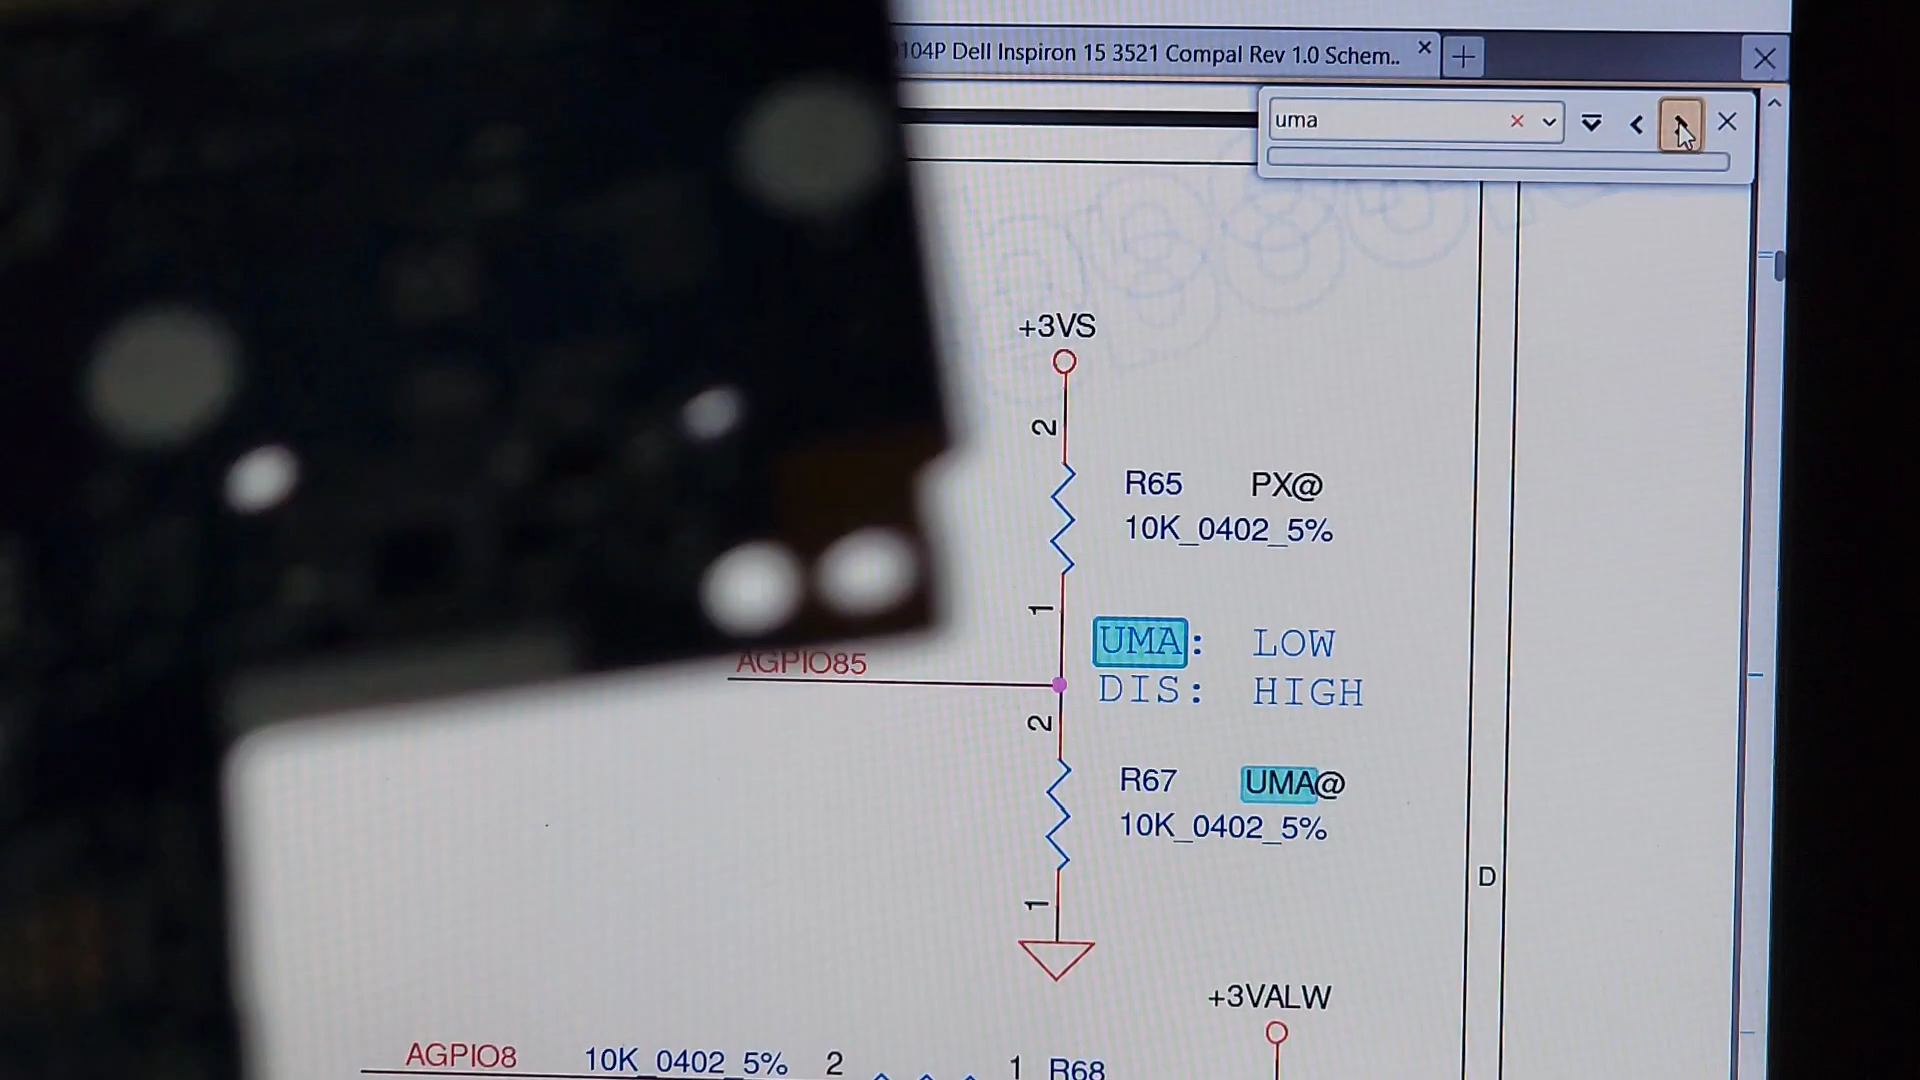 104P Dell Inspiron 15 3521 Compal Rev 1.0 Schem..
uma
+3VS
2
R65 PX@
10K_0402_5%
1
UMA: LOW
AGPIO85
DIS: HIGH
2
R67 UMA@
10K_0402_5%
D
1
+3VALW
AGPIO8 10K_0402_5% 2 1 R68